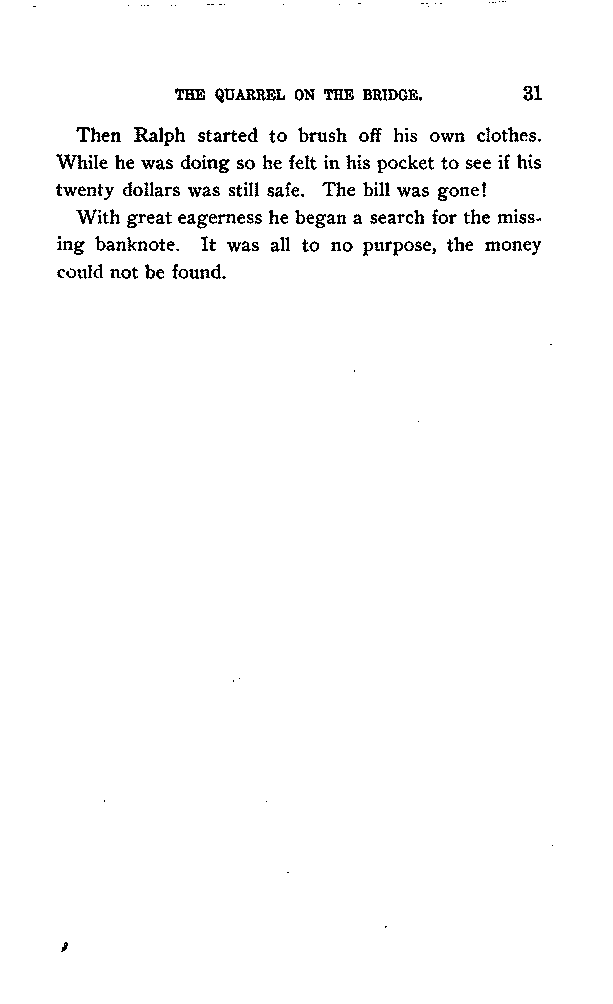 THE QUARREL ON THE BRIDGE. 31
Then Ralph started to brush off his own clothes.
While he was doing so he felt in his pocket to see if his
twenty dollars was still safe. The bill was gone!
With great eagerness he began a search for the miss-
ing banknote. It was all to no purpose, the money
could not be found.